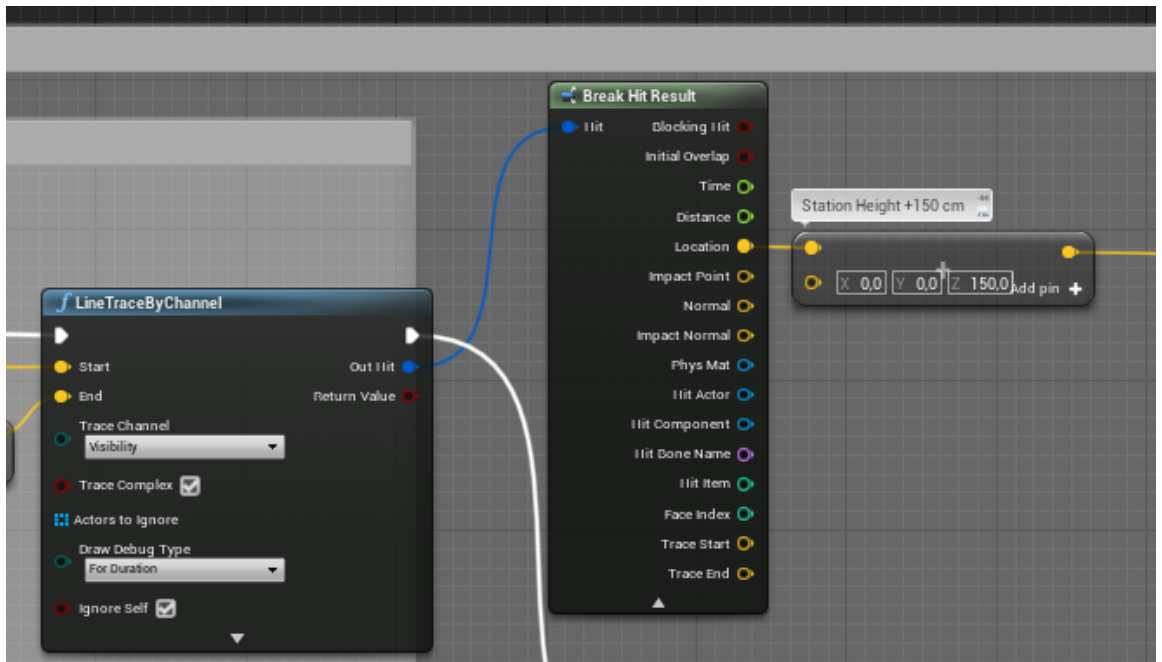 Break Hit Result
Hit
Blocking Hit
Initial Overlap
Time
Distance
Location
Impact Point
Normal
Impact Normal
Phys Mat
Hit Actor
Hit Component
Hit Bone Name
Hit Item
Face Index
Trace Start
Trace End
Station Height +150 cm
X 0,0 Y 0,0 Z 150,0 Add pin +
LineTraceByChannel
Start
Out Hit
End
Return Value
Trace Channel
Visibility
Trace Complex
Actors to Ignore
Draw Debug Type
For Duration
Ignore Self